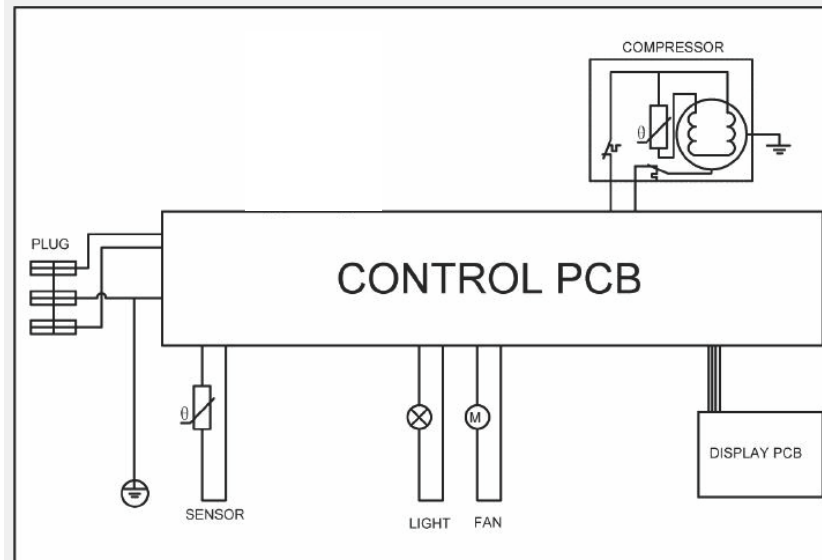 COMPRESSOR
θ
PLUG
CONTROL PCB
θ
M
DISPLAY PCB
SENSOR
LIGHT
FAN